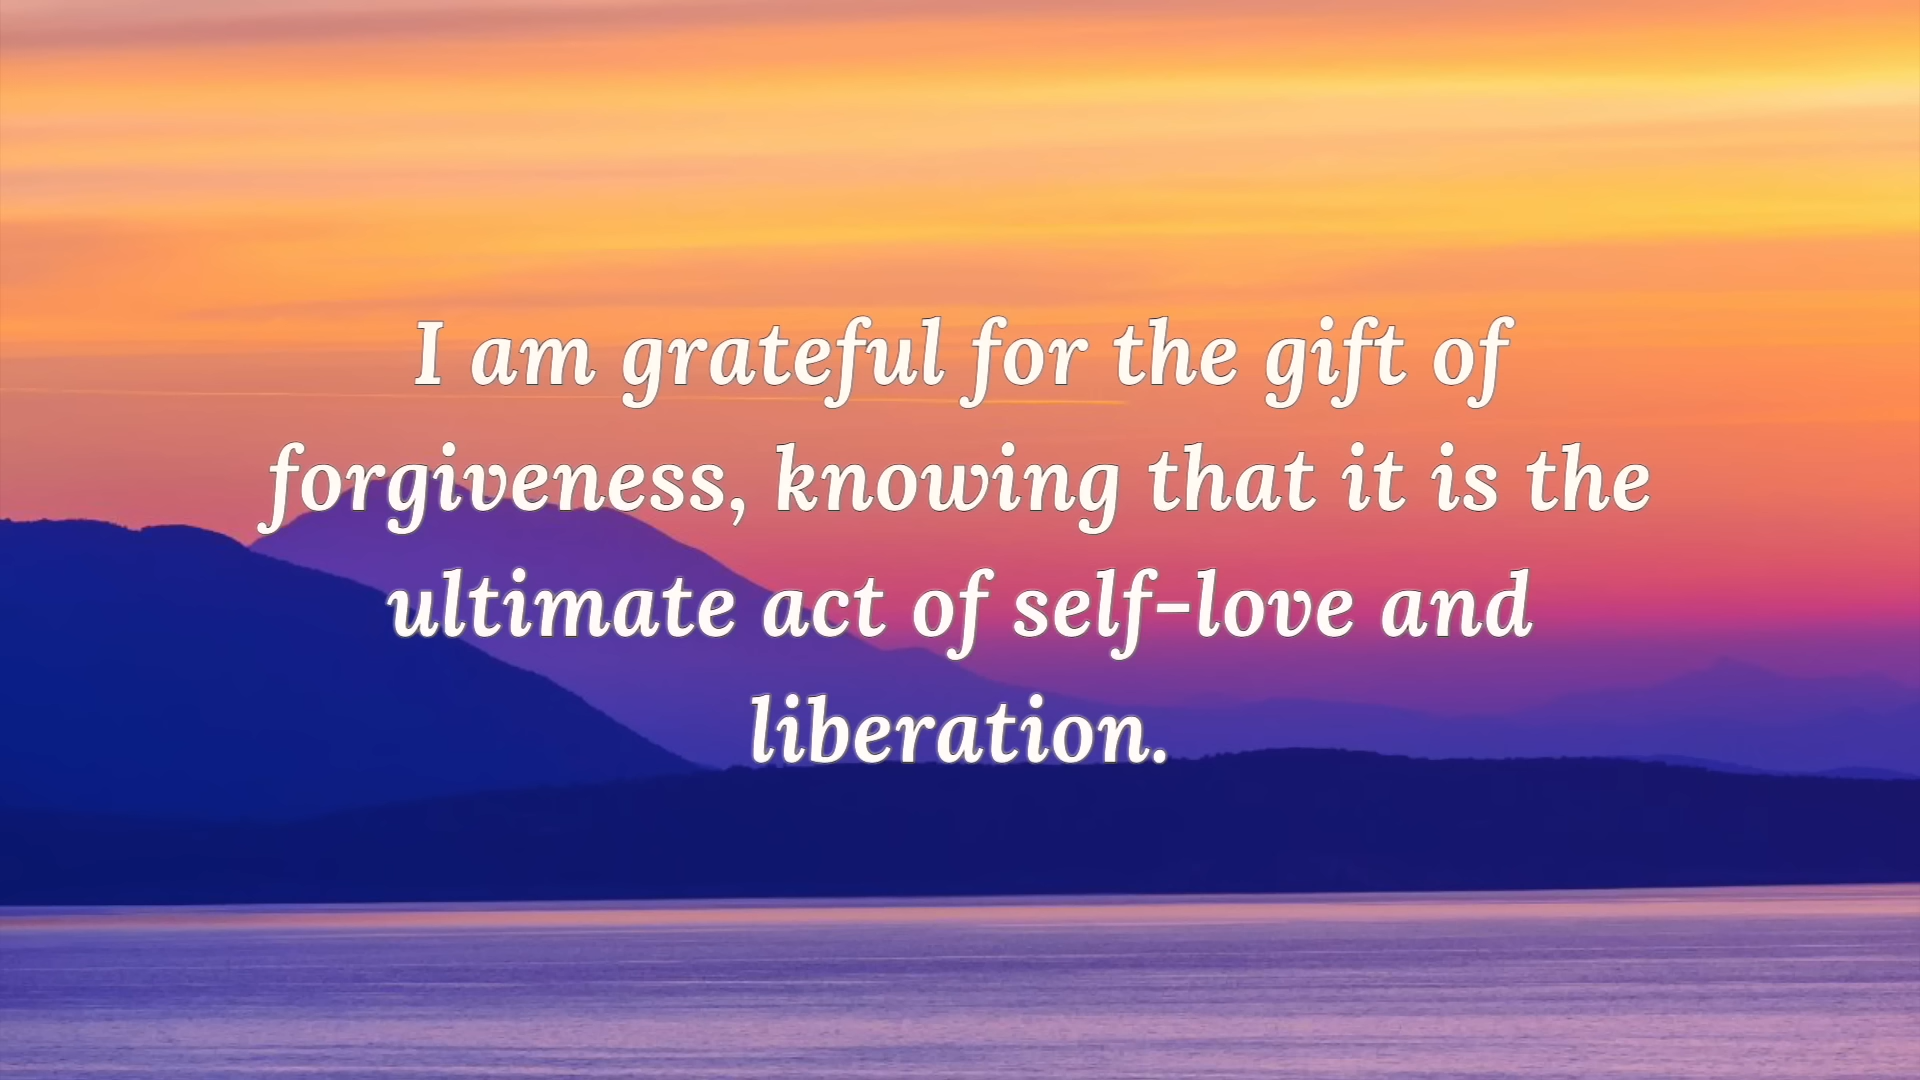 I am grateful for the gift of
forgiveness, knowing that it is the
ultimate act of self-love and
liberation.